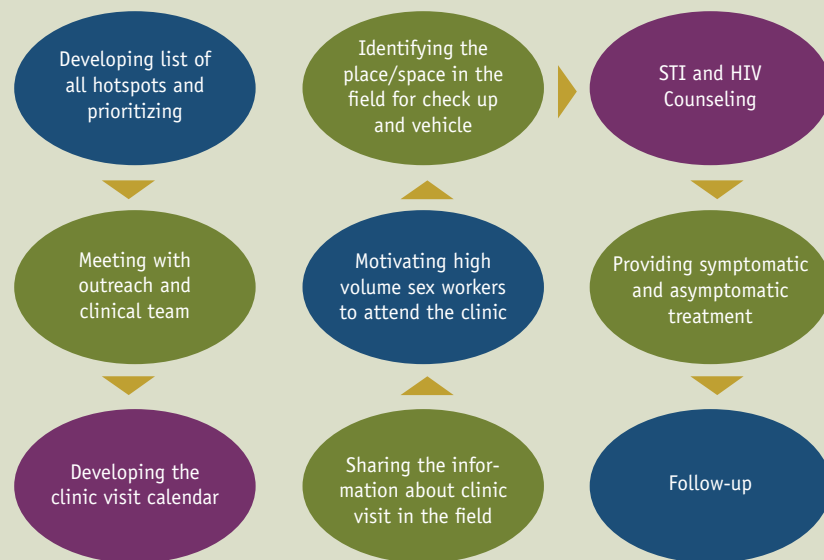 Developing list of
all hotspots and
prioritizing
Meeting with
outreach and
clinical team
Developing the
clinic visit calendar
Sharing the infor-
mation about clinic
visit in the field
Motivating high
volume sex workers
to attend the clinic
Identifying the
place/space in the
field for check up
and vehicle
STI and HIV
Counseling
Providing symptomatic
and asymptomatic
treatment
Follow-up